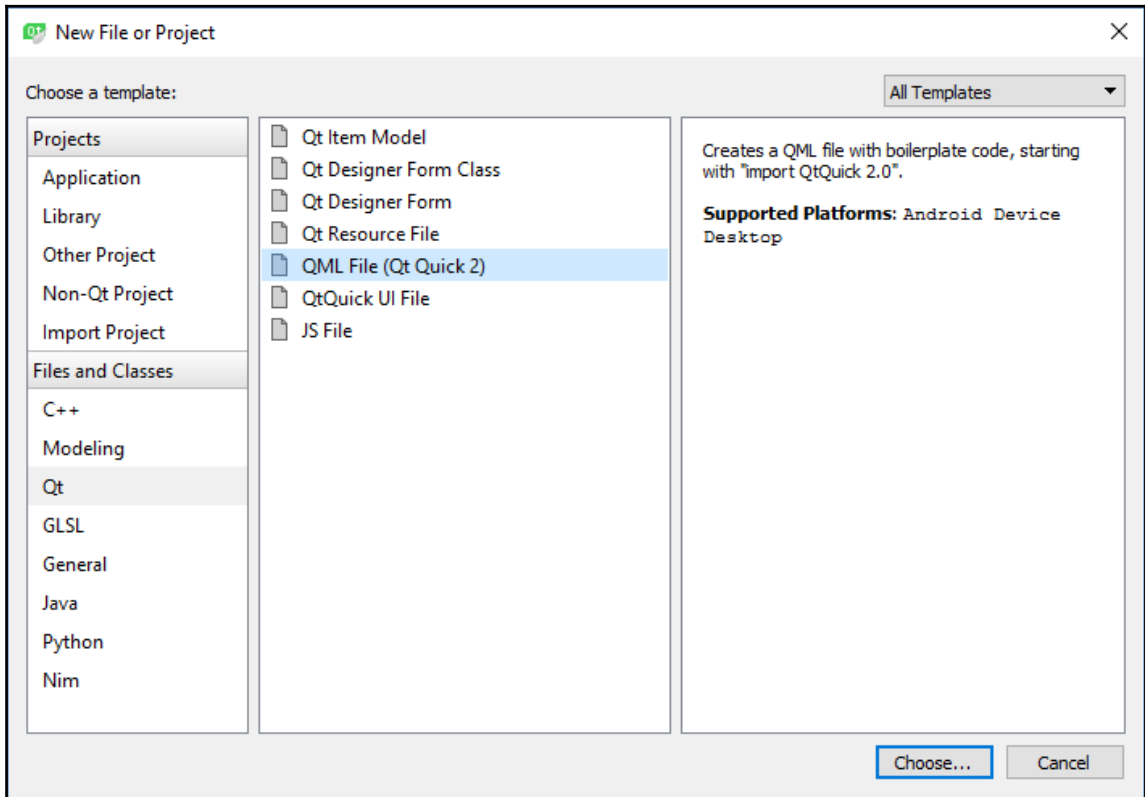 New File or Project
Choose a template:
All Templates
Projects
Application
Library
Other Project
Non-Qt Project
Import Project
Files and Classes
C++
Modeling
Qt
GLSL
General
Java
Python
Nim
Qt Item Model
Qt Designer Form Class
Qt Designer Form
Qt Resource File
QML File (Qt Quick 2)
QtQuick UI File
JS File
Creates a QML file with boilerplate code, starting
with "import QtQuick 2.0".
Supported Platforms: Android Device
Desktop
Choose...
Cancel